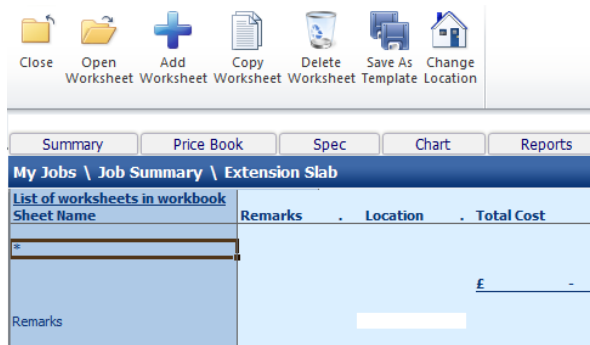 Close Open Add Copy Delete Save As Change
Worksheet Worksheet Worksheet Worksheet Template Location
Summary Price Book Spec Chart Reports
My Jobs \ Job Summary \ Extension Slab
List of worksheets in workbook
Sheet Name Remarks . Location . Total Cost
*
£ -
Remarks